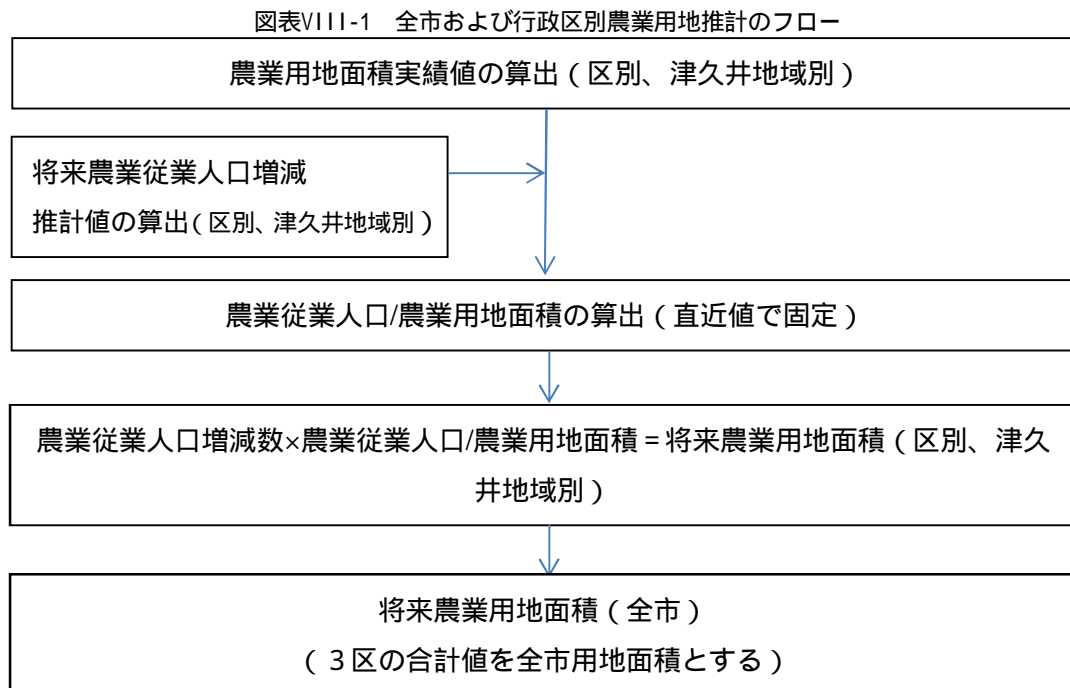 図表VIII-1　全市および行政区別農業用地推計のフロー
農業用地面積実績値の算出（区別、津久井地域別）
将来農業従業人口増減
推計値の算出（区別、津久井地域別）
農業従業人口/農業用地面積の算出（直近値で固定）
農業従業人口増減数×農業従業人口/農業用地面積＝将来農業用地面積（区別、津久
井地域別）
将来農業用地面積（全市）
（３区の合計値を全市用地面積とする）